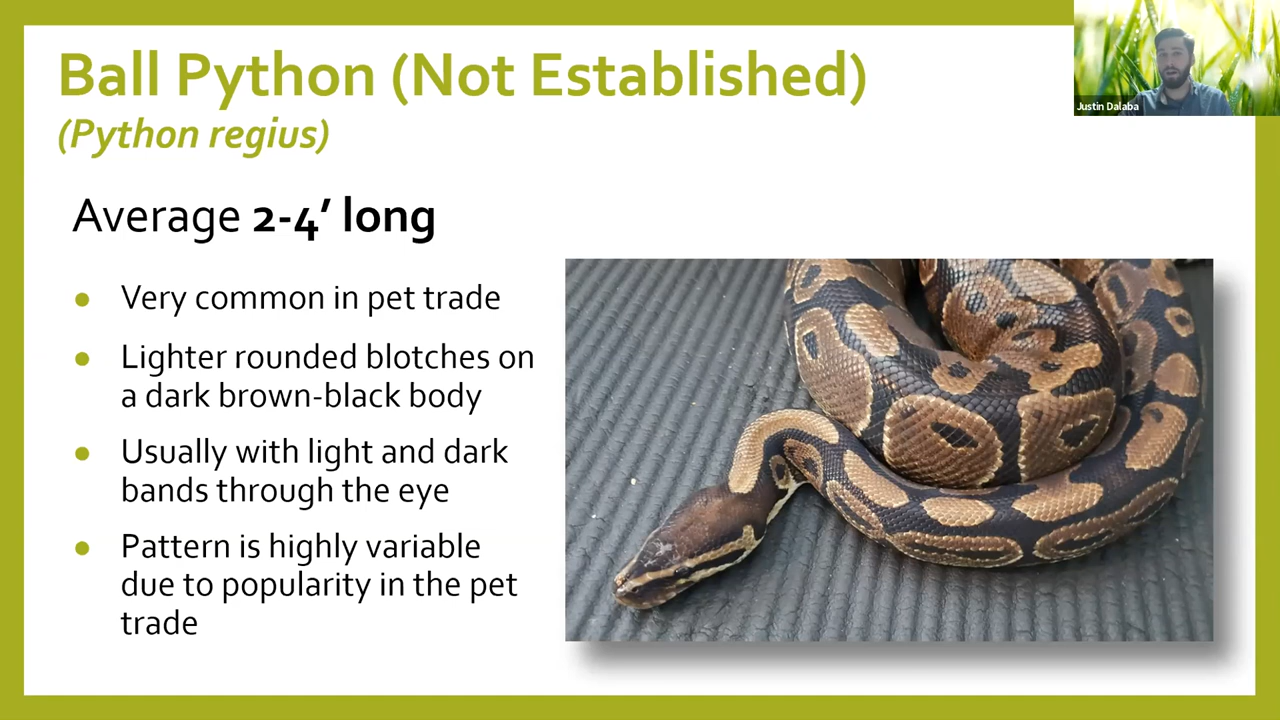 Ball Python (Not Established)
(Python regius)
Justin Dalaba
Average 2-4’ long
● Very common in pet trade
● Lighter rounded blotches on
a dark brown-black body
● Usually with light and dark
bands through the eye
● Pattern is highly variable
due to popularity in the pet
trade